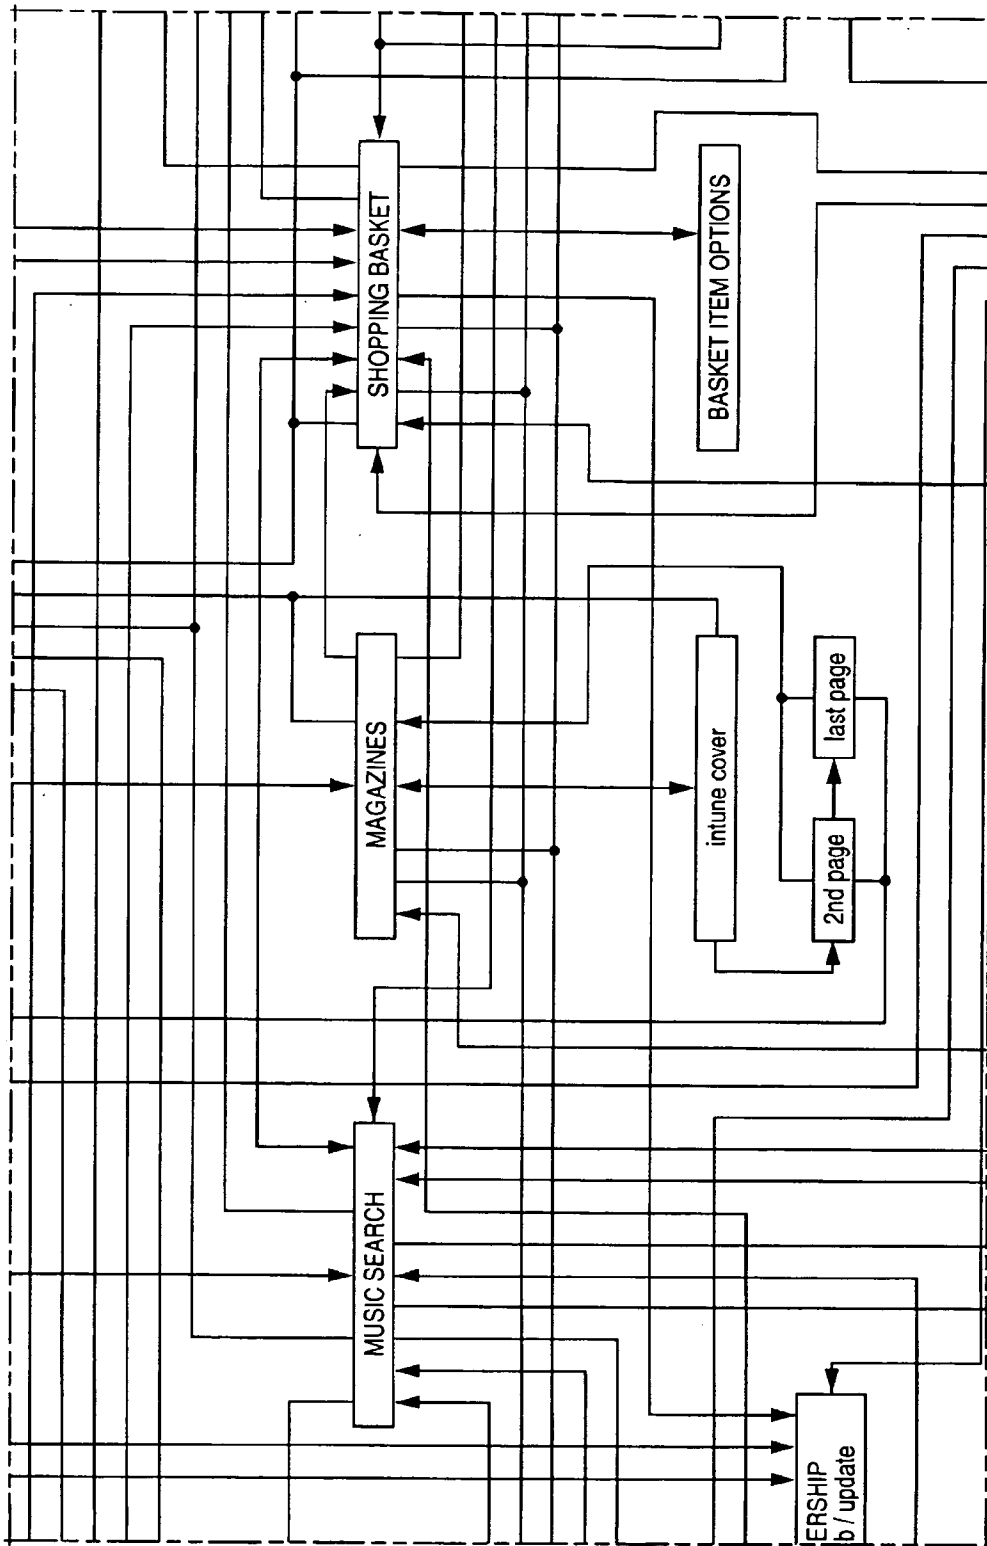 SHOPPING BASKET
BASKET ITEM OPTIONS
MAGAZINES
intune cover
last page
2nd page
MUSIC SEARCH
ERSHIP
b / update